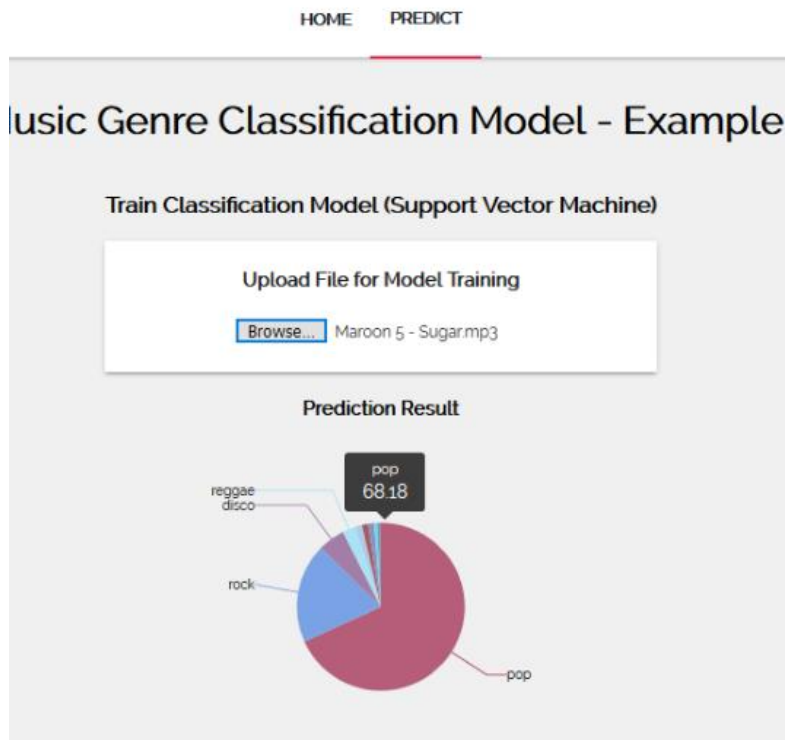 HOME PREDICT
usic Genre Classification Model - Example
Train Classification Model (Support Vector Machine)
Upload File for Model Training
Browse... Maroon 5 - Sugar.mp3
Prediction Result
pop
68.18
reggae
disco
rock
pop